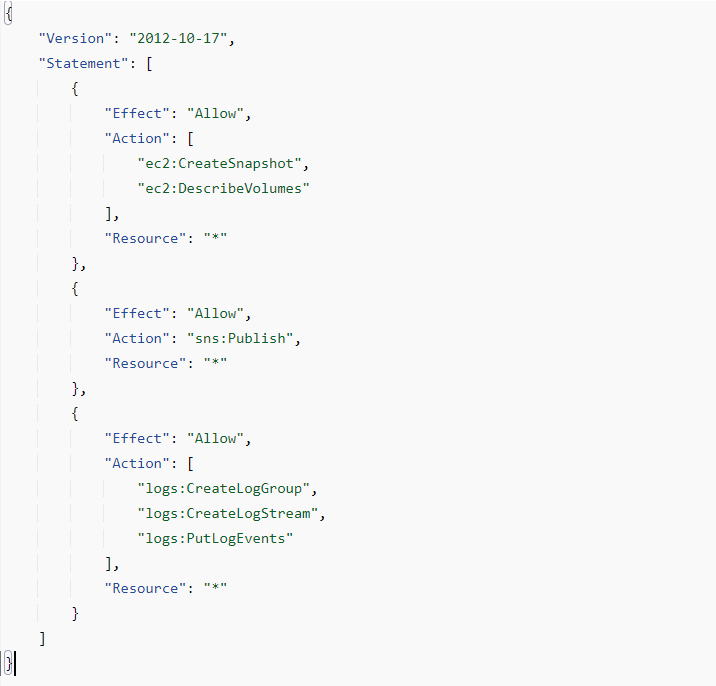 {
    "Version": "2012-10-17",
    "Statement": [
        {
            "Effect": "Allow",
            "Action": [
                "ec2:CreateSnapshot",
                "ec2:DescribeVolumes"
            ],
            "Resource": "*"
        },
        {
            "Effect": "Allow",
            "Action": "sns:Publish",
            "Resource": "*"
        },
        {
            "Effect": "Allow",
            "Action": [
                "logs:CreateLogGroup",
                "logs:CreateLogStream",
                "logs:PutLogEvents"
            ],
            "Resource": "*"
        }
    ]
}